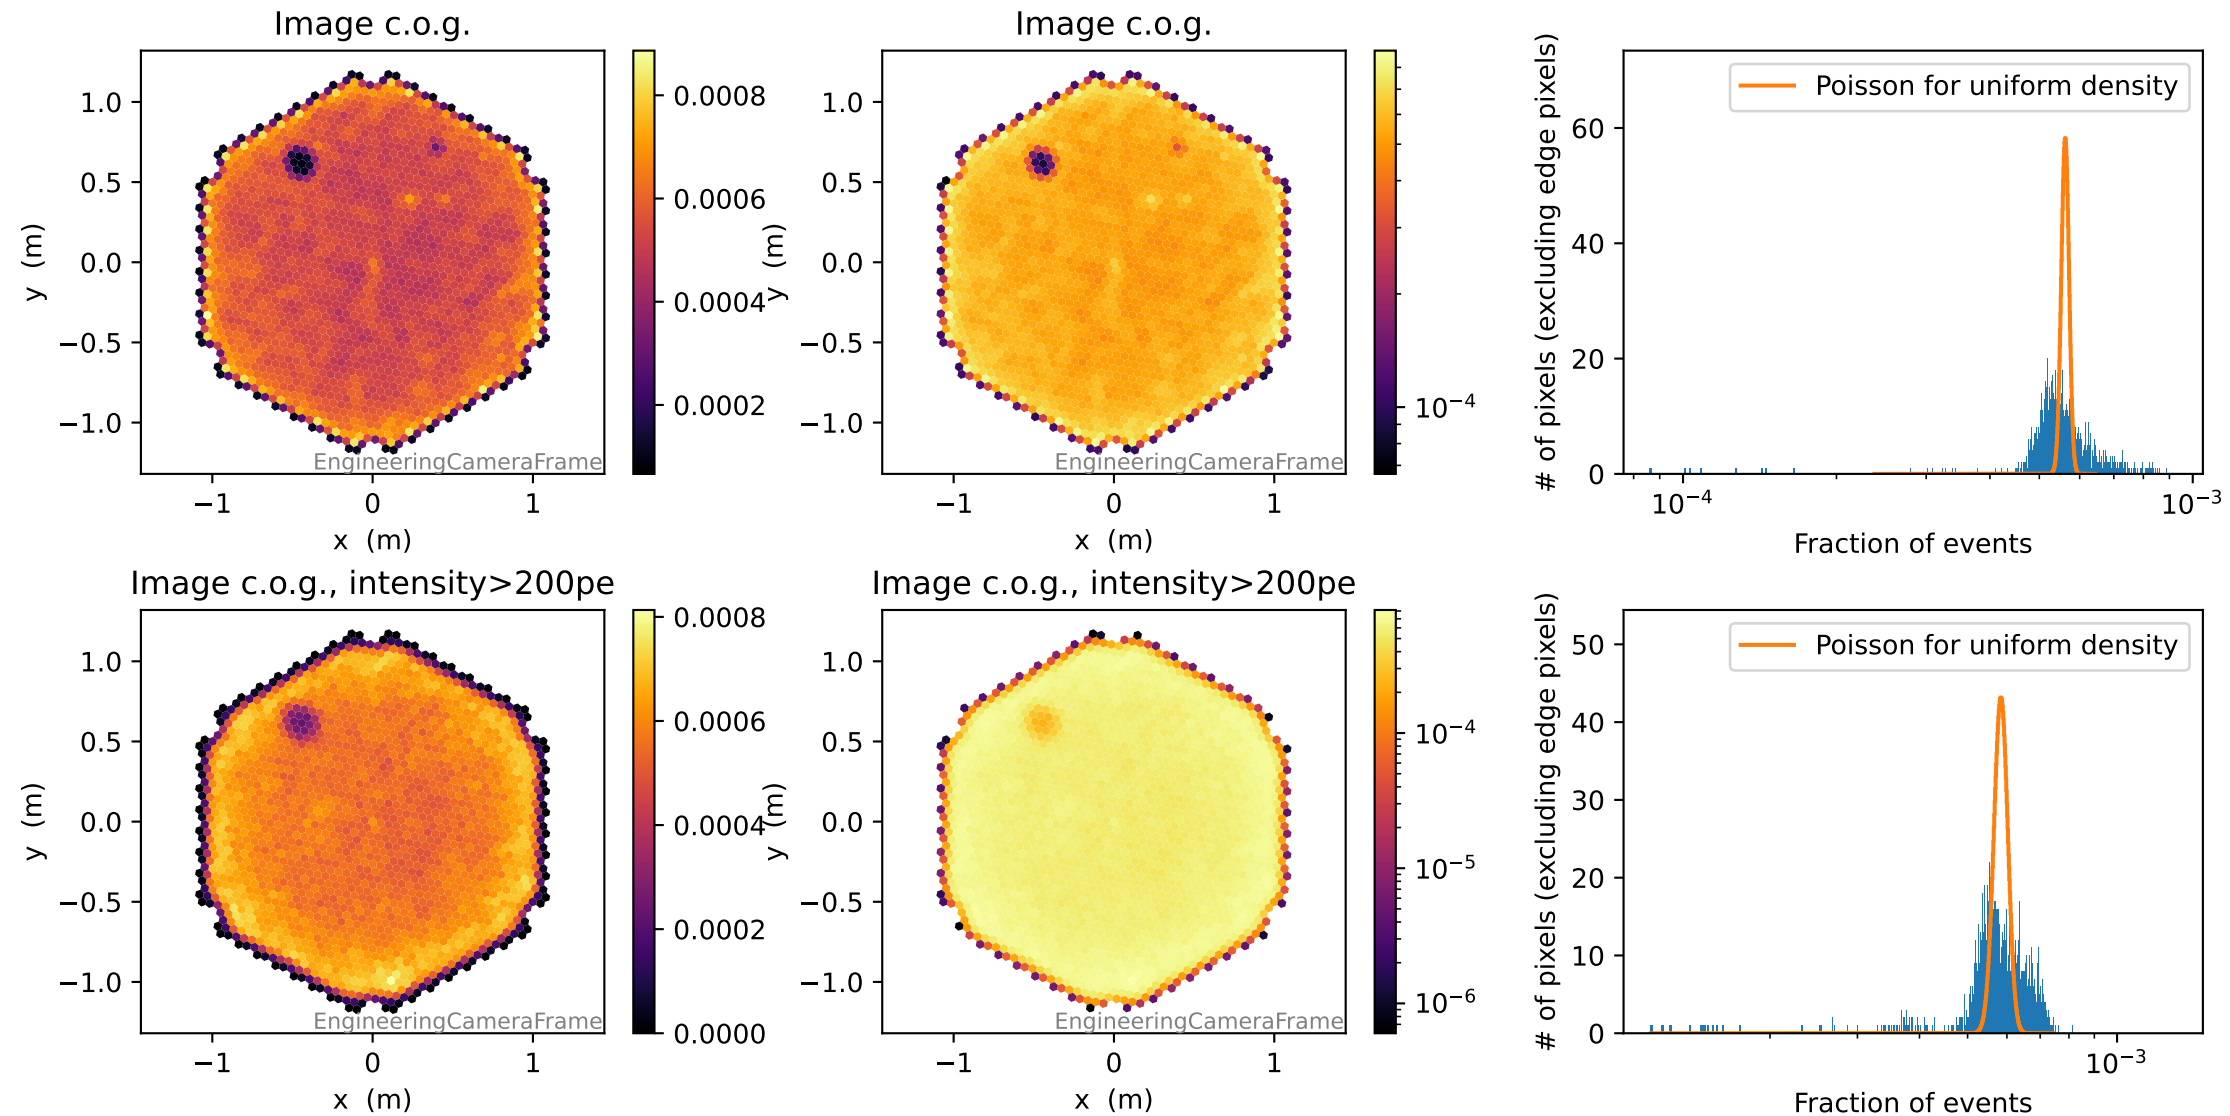 Image c.o.g.
1.0
0.5
0.0
−0.5
−1.0
y (m)
−1
0
1
x (m)
EngineeringCameraFrame
0.0008
0.0006
0.0004
0.0002
Image c.o.g.
1.0
0.5
0.0
−0.5
−1.0
y (m)
−1
0
1
x (m)
EngineeringCameraFrame
10⁻⁴
# of pixels (excluding edge pixels)
60
40
20
0
Poisson for uniform density
10⁻⁴
10⁻³
Fraction of events
Image c.o.g., intensity>200pe
1.0
0.5
0.0
−0.5
−1.0
y (m)
−1
0
1
x (m)
EngineeringCameraFrame
0.0008
0.0006
0.0004
0.0002
0.0000
Image c.o.g., intensity>200pe
1.0
0.5
0.0
−0.5
−1.0
y (m)
−1
0
1
x (m)
EngineeringCameraFrame
10⁻⁴
10⁻⁵
10⁻⁶
# of pixels (excluding edge pixels)
50
40
30
20
10
0
Poisson for uniform density
10⁻³
Fraction of events